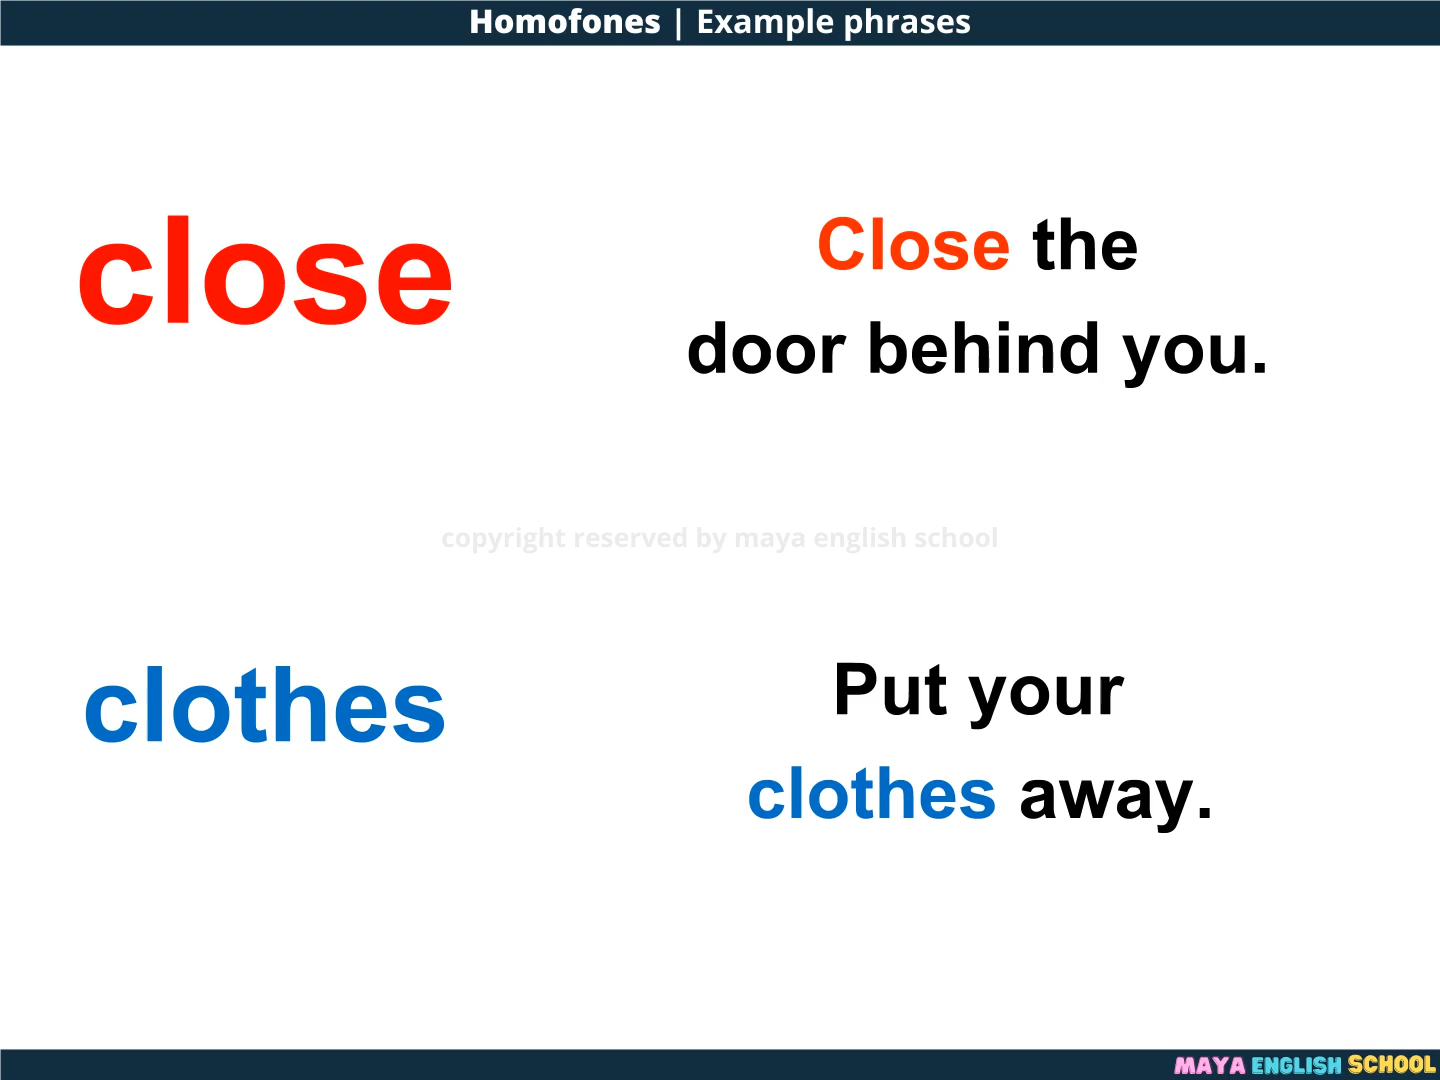 Homofones | Example phrases
close
Close the
door behind you.
copyright reserved by maya english school
clothes
Put your
clothes away.
MAYA ENGLISH SCHOOL